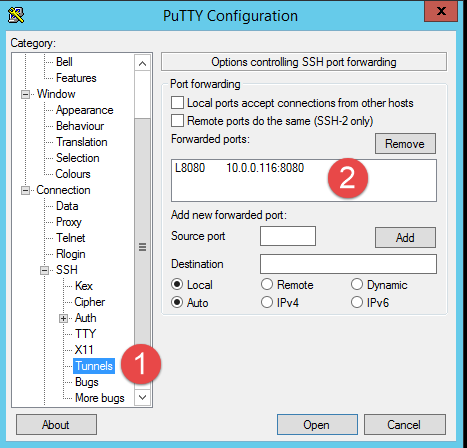 PuTTY Configuration
x
Category:
Bell
Features
Window
Appearance
Behaviour
Translation
Selection
Colours
Connection
Data
Proxy
Telnet
Rlogin
SSH
Kex
Cipher
Auth
TTY
X11
Tunnels
1
Bugs
More bugs
Options controlling SSH port forwarding
Port forwarding
Local ports accept connections from other hosts
Remote ports do the same (SSH-2 only)
Forwarded ports: Remove
L8080 10.0.0.116:8080
2
Add new forwarded port:
Source port Add
Destination
Local Remote Dynamic
Auto IPv4 IPv6
About Open Cancel